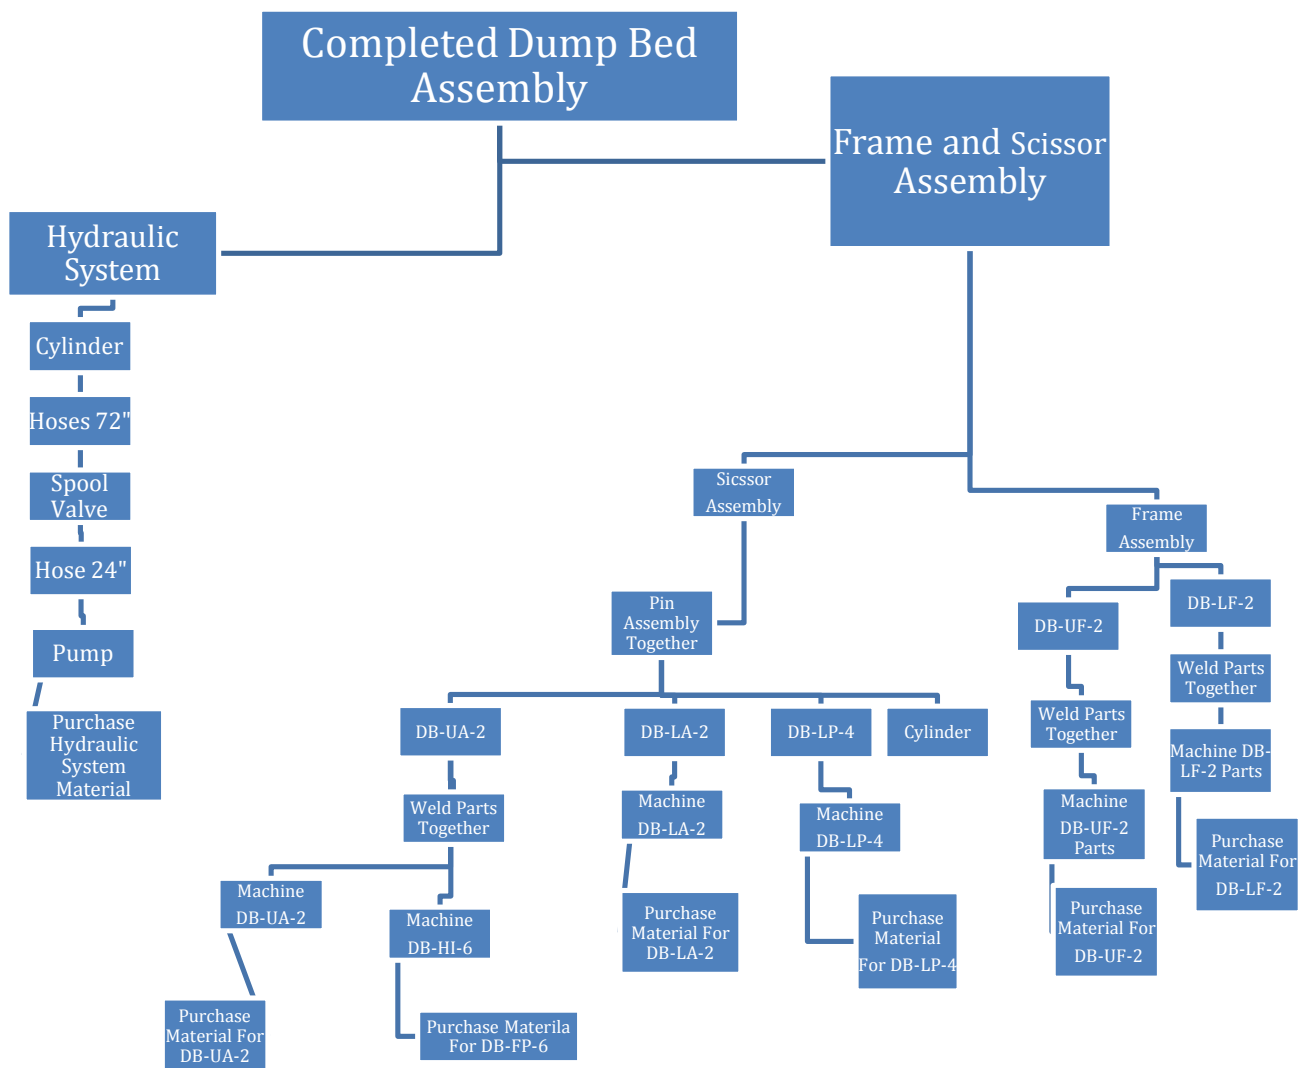 Completed Dump Bed
Assembly
Frame and Scissor
Assembly
Hydraulic
System
Cylinder
Hoses 72"
Spool
Valve
Hose 24"
Pump
Purchase
Hydraulic
System
Material
Sicssor
Assembly
Frame
Assembly
Pin
Assembly
Together
DB-UF-2
DB-LF-2
Weld Parts
Together
DB-UA-2
DB-LA-2
DB-LP-4
Cylinder
Weld Parts
Together
Machine DB-
LF-2 Parts
Weld Parts
Together
Machine
DB-LA-2
Machine
DB-LP-4
Machine
DB-UF-2
Parts
Purchase
Material For
DB-LF-2
Machine
DB-UA-2
Machine
DB-HI-6
Purchase
Material For
DB-LA-2
Purchase
Material
For DB-LP-4
Purchase
Material For
DB-UF-2
Purchase
Material For
DB-UA-2
Purchase Materila
For DB-FP-6